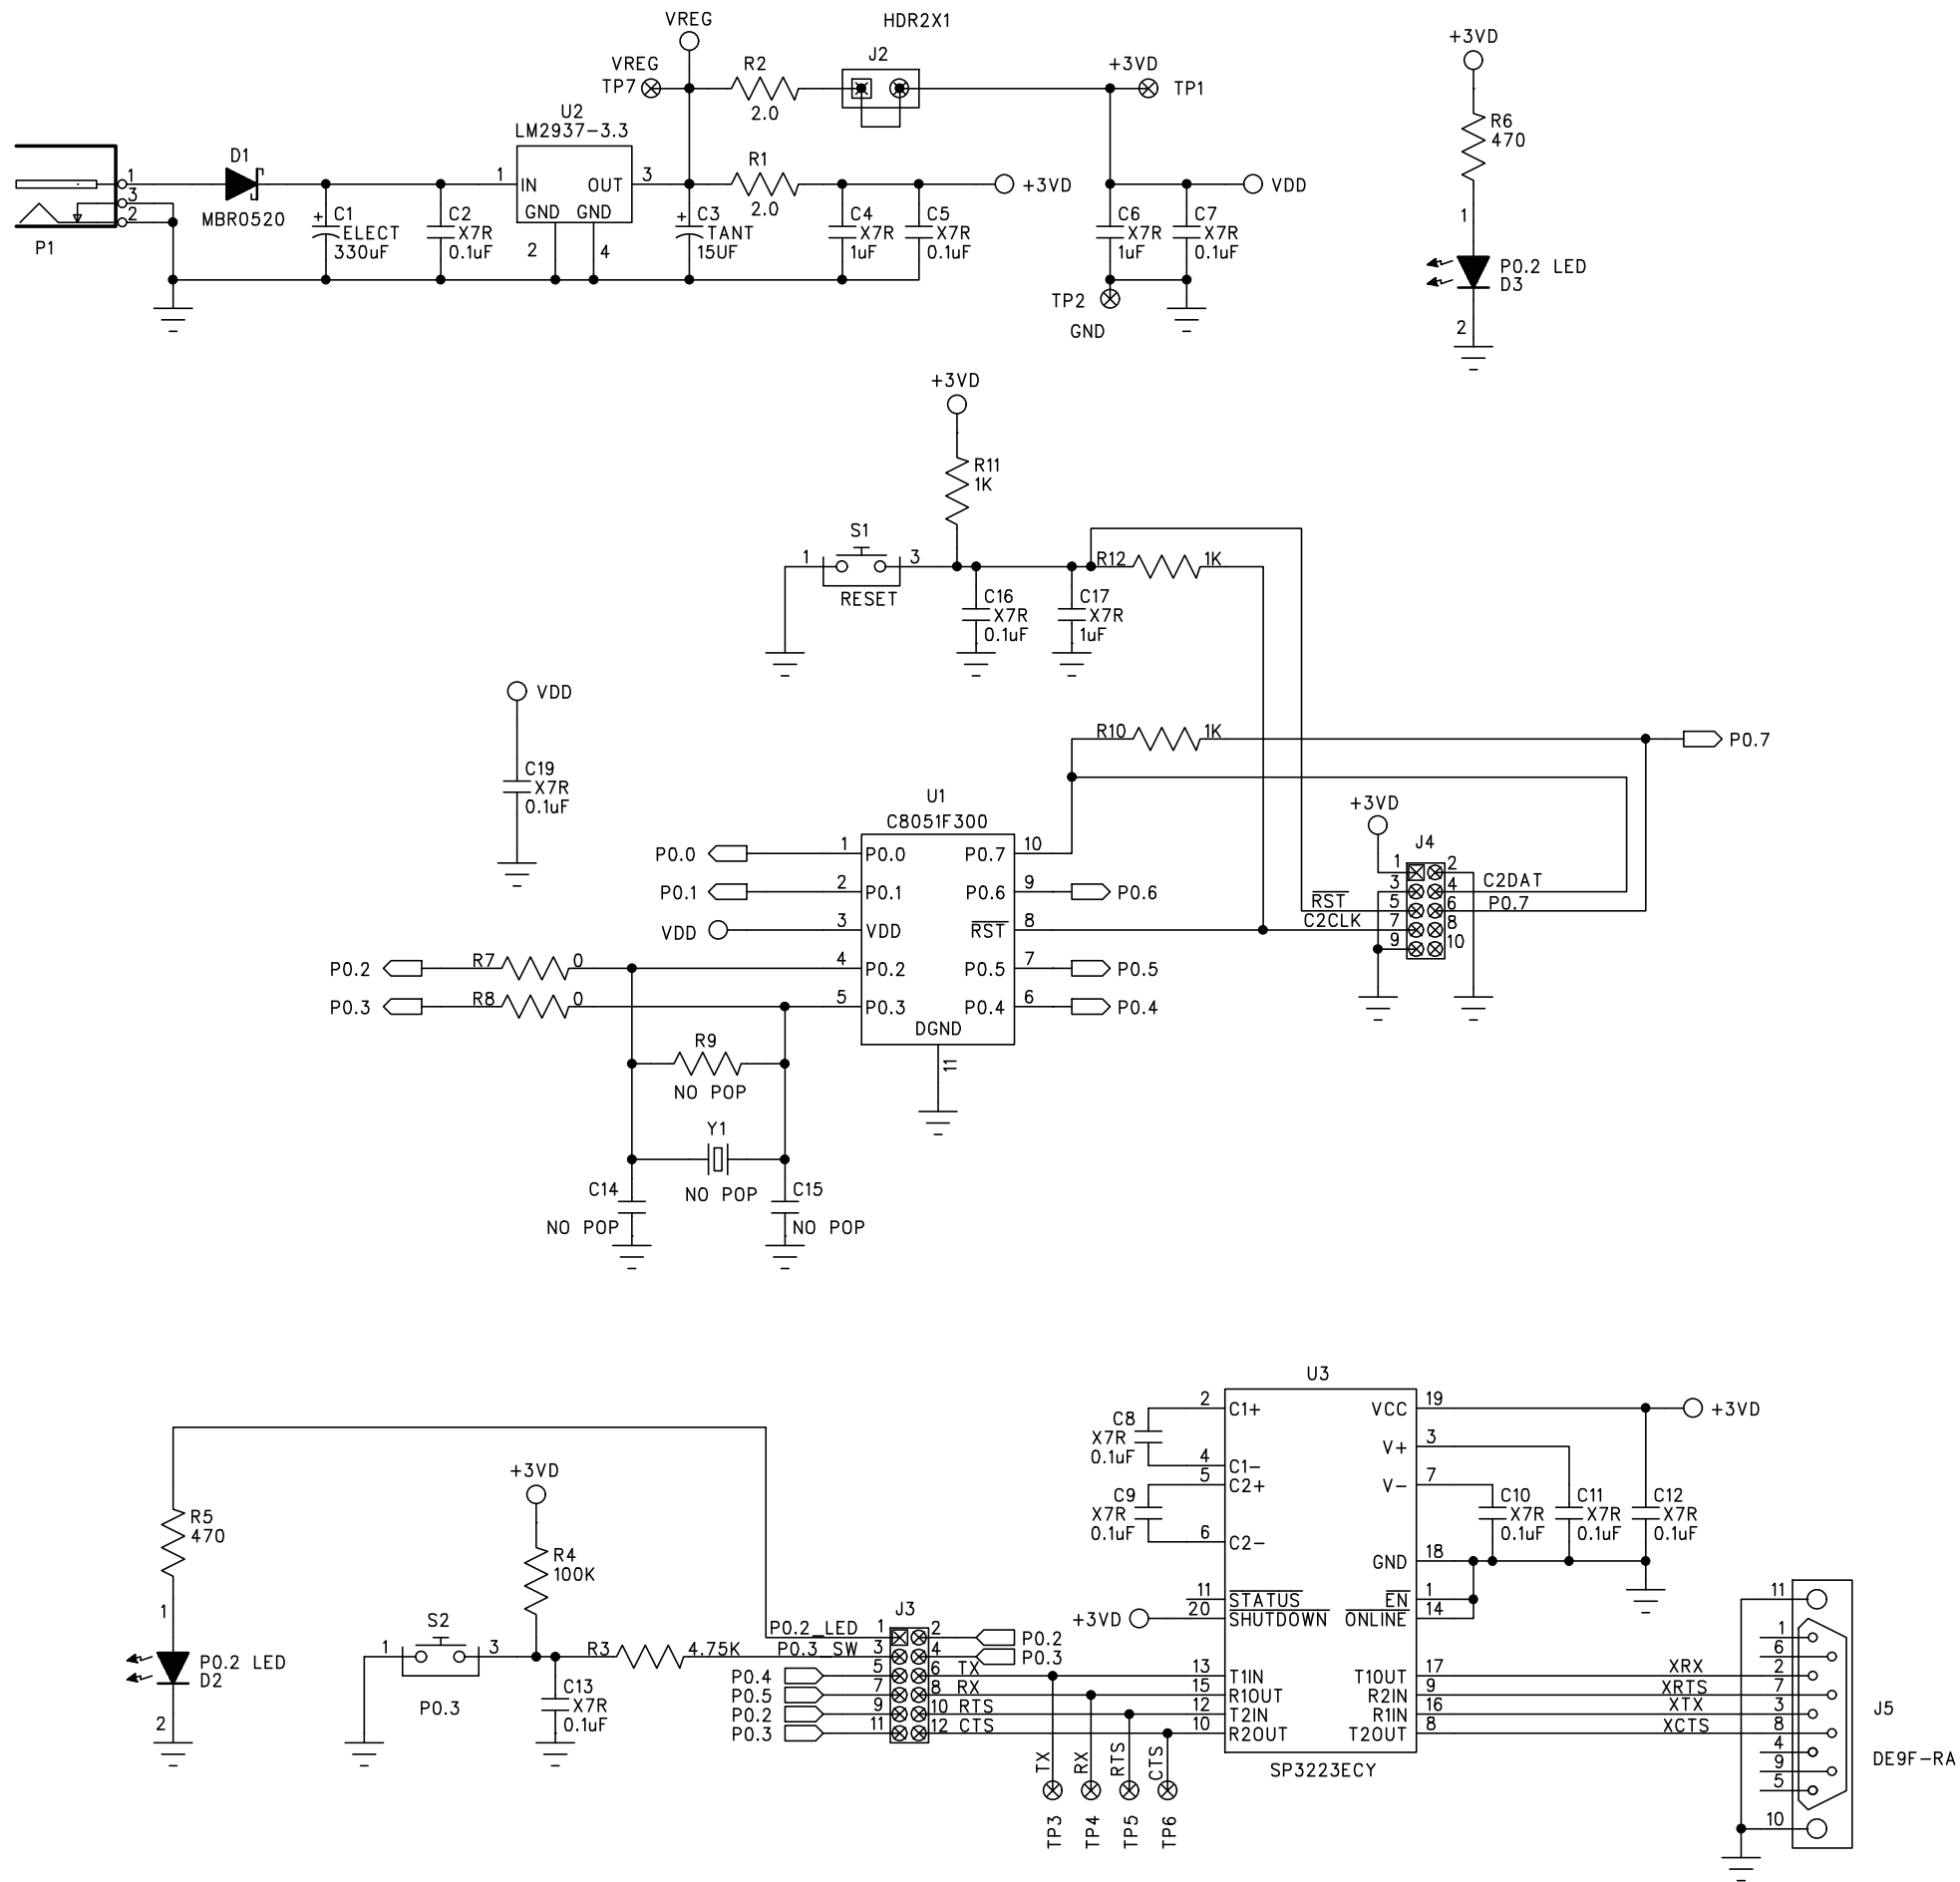 VREG
HDR2X1
J2
VREG
TP7
R2
2.0
+3VD
TP1
+3VD
R6
470
1
P0.2 LED
D3
2
U2
LM2937-3.3
IN
OUT
GND
GND
1
3
2
4
D1
MBR0520
1
3
2
P1
+
C1
ELECT
330uF
C2
X7R
0.1uF
+
C3
TANT
15UF
R1
2.0
C4
X7R
1uF
C5
X7R
0.1uF
+3VD
C6
X7R
1uF
C7
X7R
0.1uF
VDD
TP2
GND
+3VD
R11
1K
S1
1
3
RESET
C16
X7R
0.1uF
C17
X7R
1uF
R12
1K
VDD
C19
X7R
0.1uF
R10
1K
P0.7
U1
C8051F300
P0.0
1
P0.0
P0.7
10
P0.1
2
P0.1
P0.6
9
P0.6
VDD
3
VDD
RST
8
P0.2
R7
0
4
P0.2
P0.5
7
P0.5
P0.3
R8
0
5
P0.3
P0.4
6
P0.4
DGND
11
+3VD
J4
1
2
3
4
C2DAT
RST
5
6
P0.7
C2CLK
7
8
9
10
R9
NO POP
Y1
NO POP
C14
NO POP
C15
NO POP
R5
470
1
P0.2 LED
D2
2
+3VD
R4
100K
S2
1
3
P0.3
C13
X7R
0.1uF
R3
4.75K
J3
P0.2_LED
1
2
P0.2
P0.3_SW
3
4
P0.3
P0.4
5
6
TX
P0.5
7
8
RX
P0.2
9
10
RTS
P0.3
11
12
CTS
TX
RX
RTS
CTS
TP3
TP4
TP5
TP6
U3
C8
X7R
0.1uF
2
C1+
4
C1-
C9
X7R
0.1uF
5
C2+
6
C2-
11
STATUS
+3VD
20
SHUTDOWN
13
T1IN
15
R1OUT
12
T2IN
10
R2OUT
VCC
19
+3VD
V+
3
V-
7
C10
X7R
0.1uF
C11
X7R
0.1uF
C12
X7R
0.1uF
GND
18
EN
1
ONLINE
14
T1OUT
17
XRX
R2IN
9
XRTS
R1IN
16
XTX
T2OUT
8
XCTS
SP3223ECY
11
1
6
2
7
3
8
4
9
5
10
J5
DE9F-RA